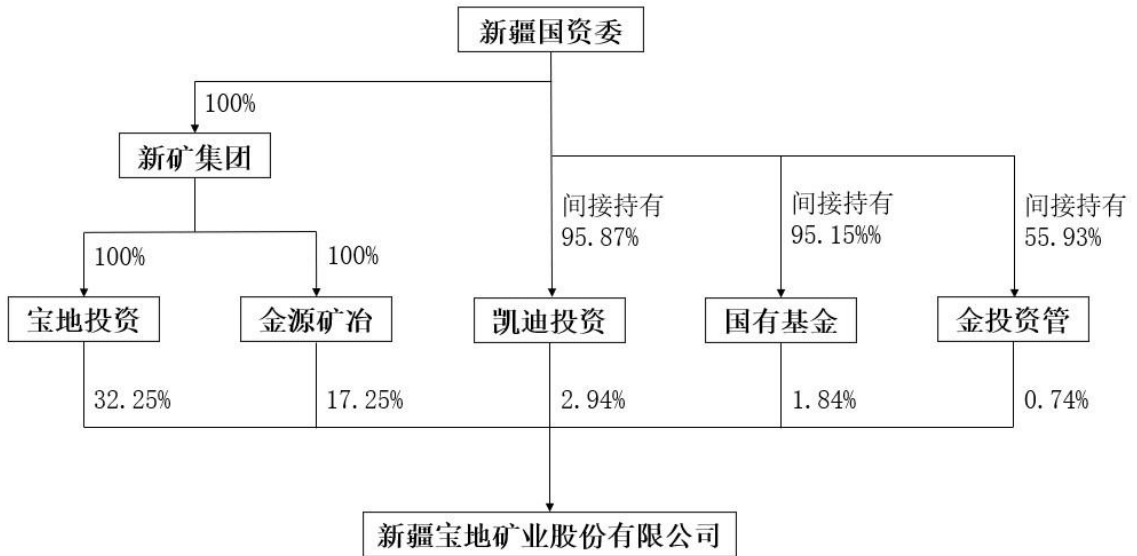 新疆国资委
100%
新矿集团
间接持有
95.87%
间接持有
95.15%%
间接持有
55.93%
100%
100%
宝地投资
金源矿冶
凯迪投资
国有基金
金投资管
32.25%
17.25%
2.94%
1.84%
0.74%
新疆宝地矿业股份有限公司